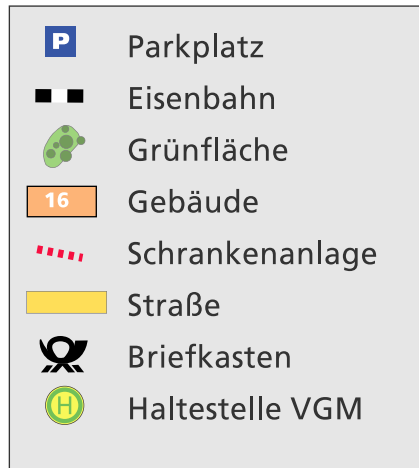 P Parkplatz
Eisenbahn
Grünfläche
16 Gebäude
Schrankenanlage
Straße
Briefkasten
H Haltestelle VGM